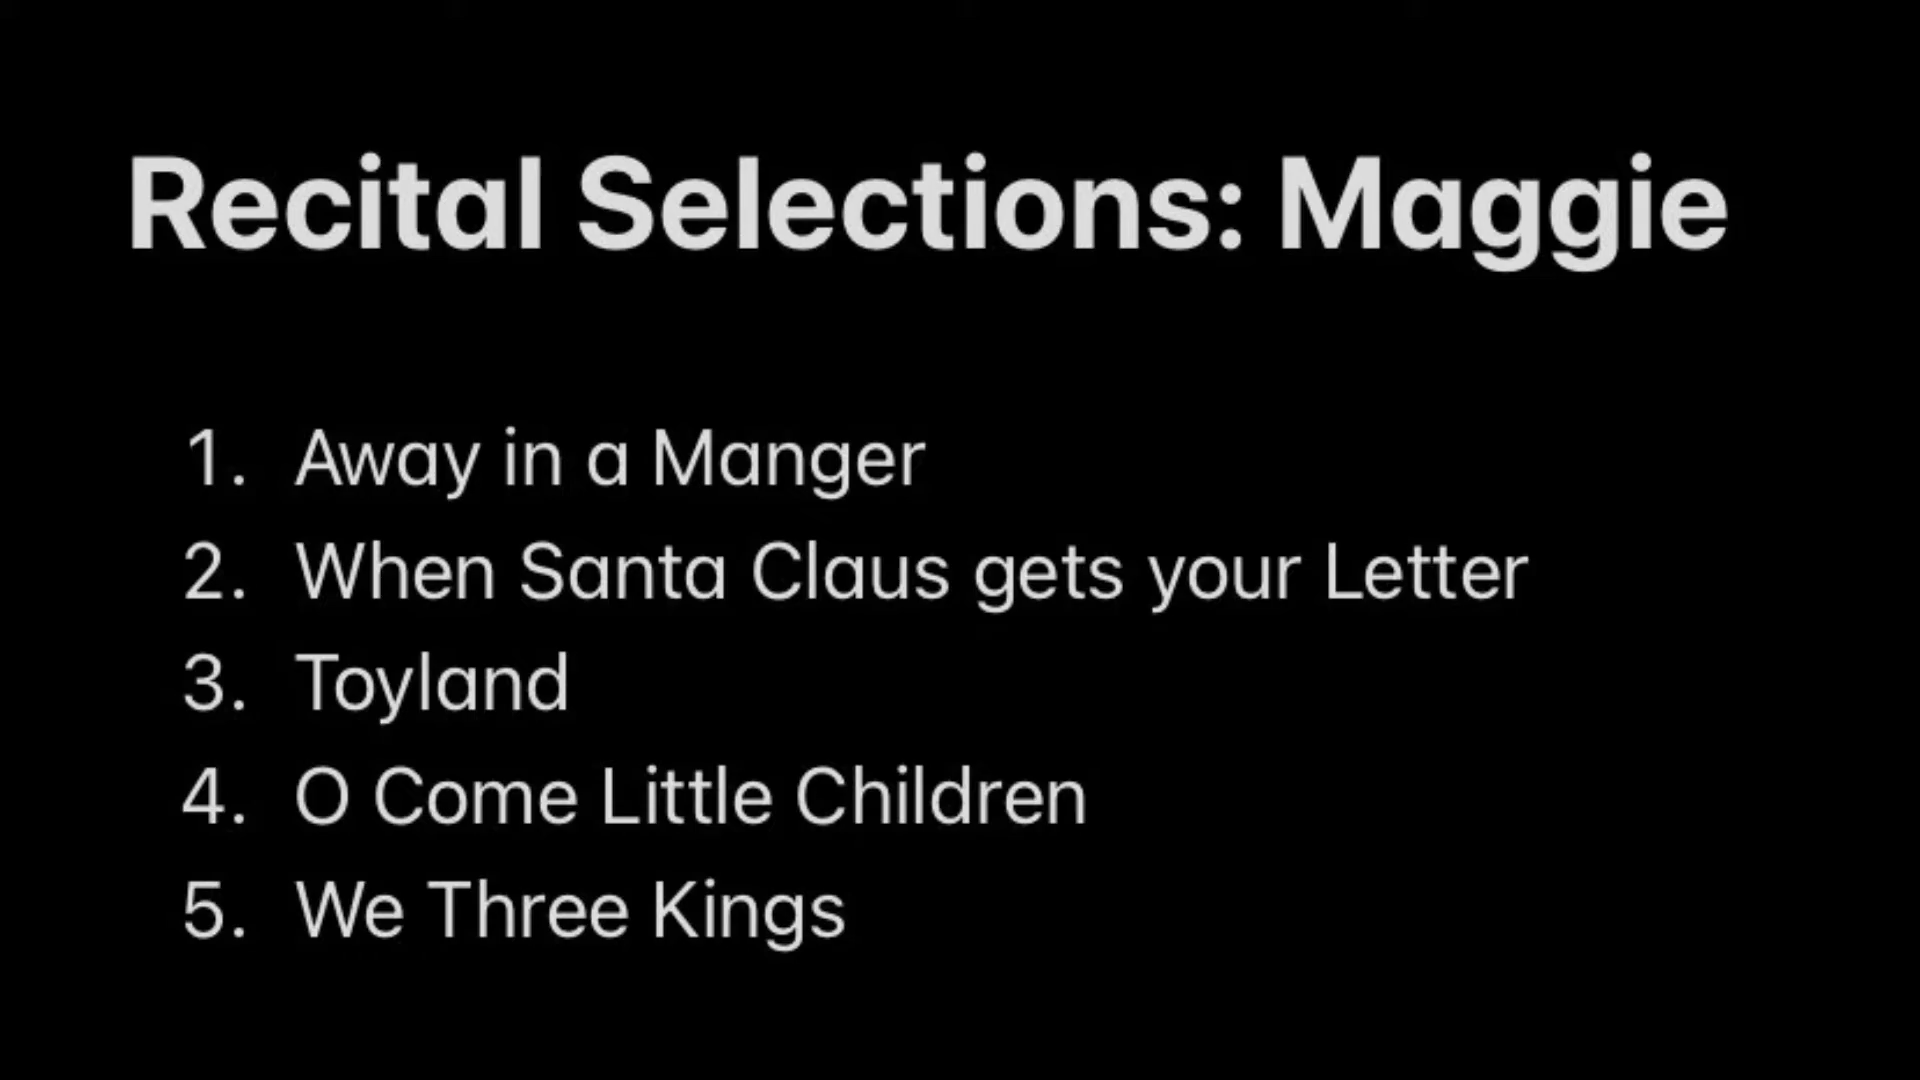 Recital Selections: Maggie
1. Away in a Manger
2. When Santa Claus gets your Letter
3. Toyland
4. O Come Little Children
5. We Three Kings